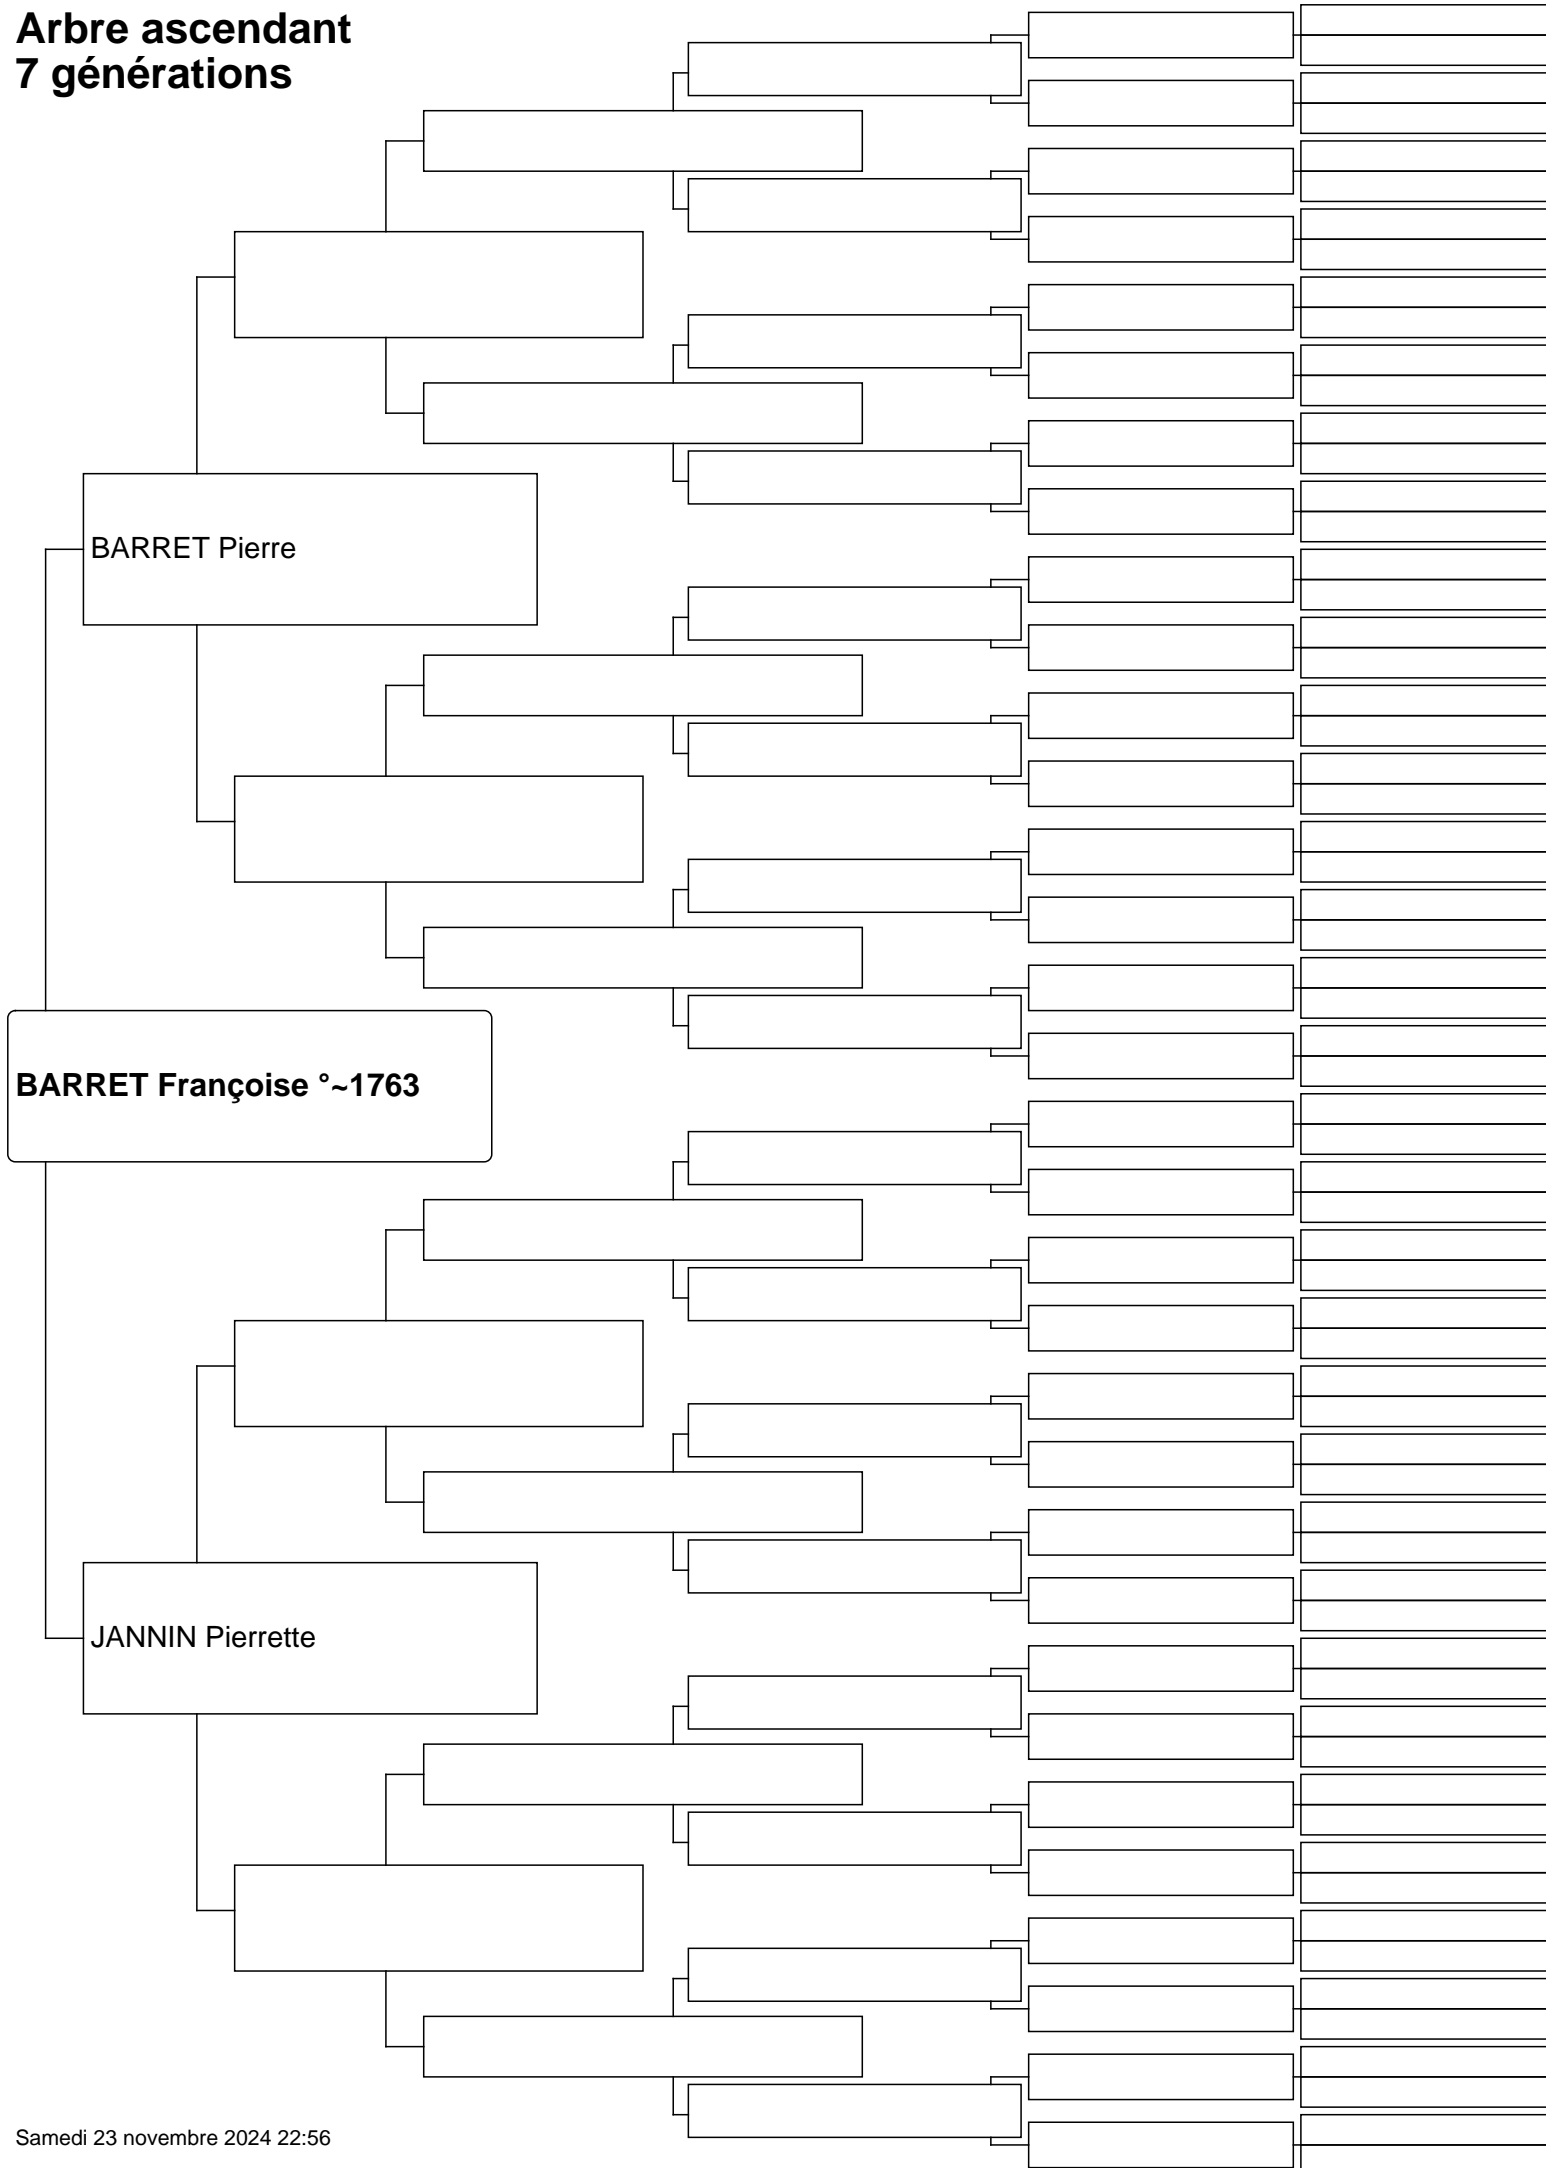 Arbre ascendant
7 générations
BARRET Pierre
BARRET Françoise °~1763
JANNIN Pierrette
Samedi 23 novembre 2024 22:56